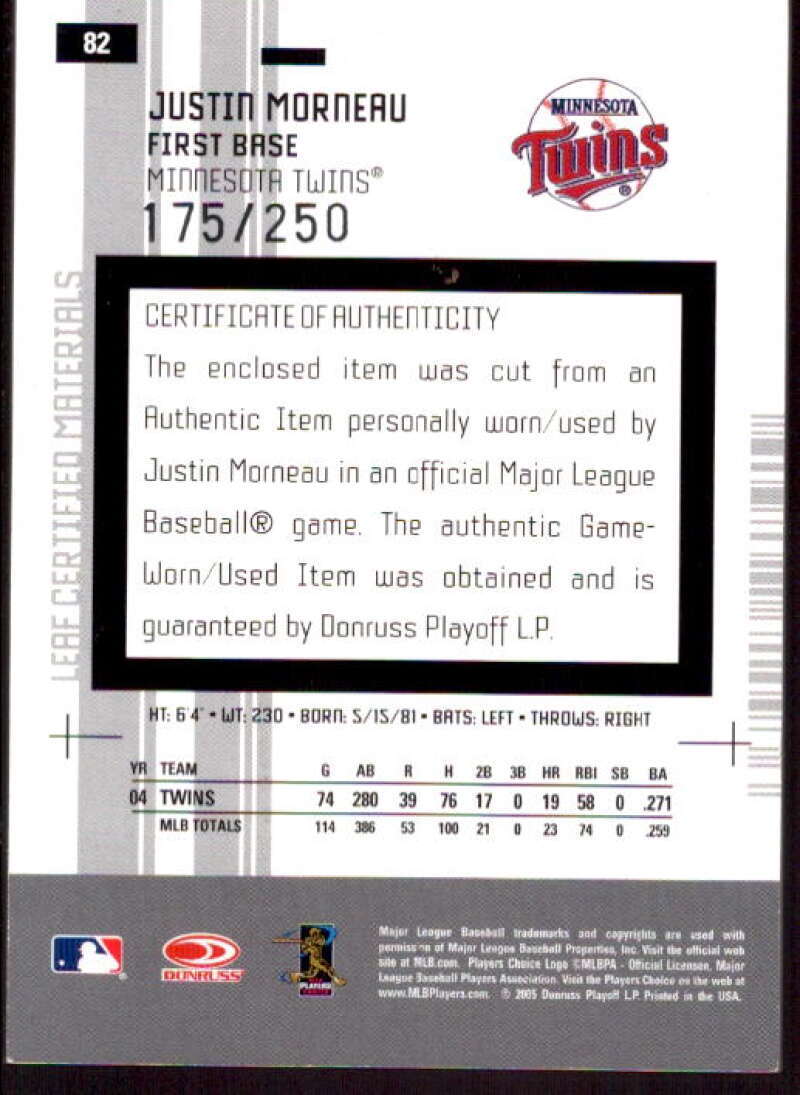 82
JUSTIN MORNEAU
FIRST BASE
MINNESOTA TWINS®
175/250
MINNESOTA
Twins®
LEAF CERTIFIED MATERIALS
CERTIFICATE OF AUTHENTICITY
The enclosed item was cut from an
Authentic Item personally worn/used by
Justin Morneau in an official Major League
Baseball® game. The authentic Game-
Worn/Used Item was obtained and is
guaranteed by Donruss Playoff L.P.
HT: 6'4" • WT: 230 • BORN: 5/15/81 • BATS: LEFT • THROWS: RIGHT
YR TEAM G AB R H 2B 3B HR RBI SB BA
04 TWINS 74 280 39 76 17 0 19 58 0 .271
MLB TOTALS 114 386 53 100 21 0 23 74 0 .259
DONRUSS
PLAYERS
CHOICE
Major League Baseball trademarks and copyrights are used with
permission of Major League Baseball Properties, Inc. Visit the official web
site at MLB.com. Players Choice Logo ©MLBPA - Official Licensee, Major
League Baseball Players Association. Visit the Players Choice on the web at
www.MLBPlayers.com. © 2005 Donruss Playoff L.P. Printed in the USA.